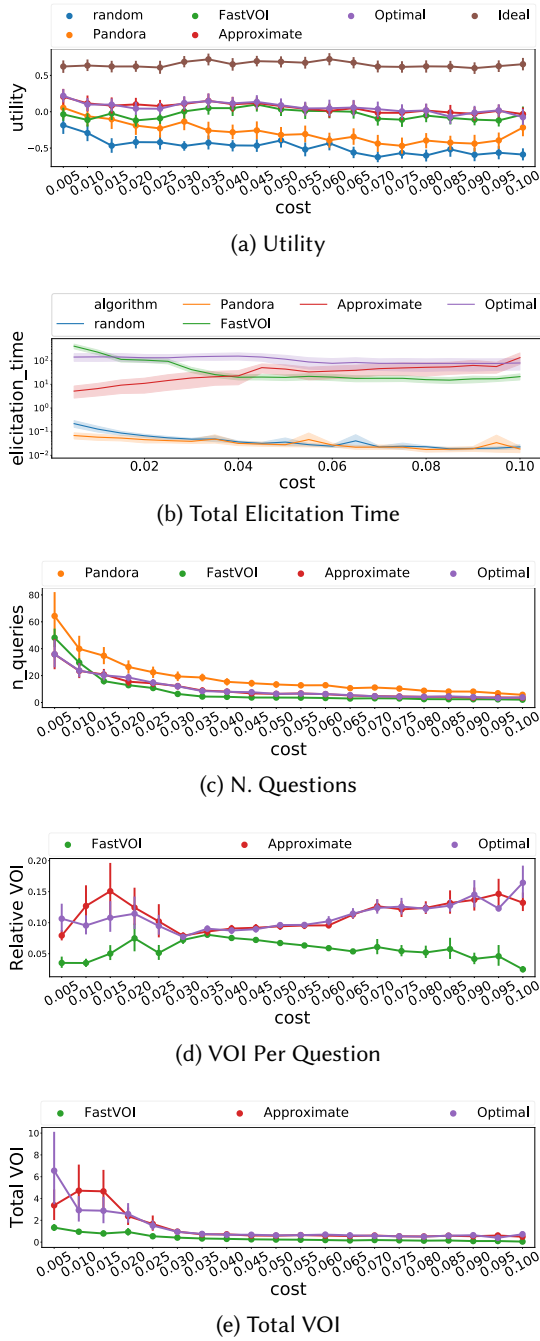 random FastVOI Optimal Ideal
Pandora Approximate
utility
0.5
0.0
−0.5
0.005 0.010 0.015 0.020 0.025 0.030 0.035 0.040 0.045 0.050 0.055 0.060 0.065 0.070 0.075 0.080 0.085 0.090 0.095 0.100
cost
(a) Utility
algorithm Pandora Approximate Optimal
random FastVOI
elicitation_time
10²
10¹
10⁰
10⁻¹
10⁻²
0.02 0.04 0.06 0.08 0.10
cost
(b) Total Elicitation Time
Pandora FastVOI Approximate Optimal
n_queries
80
60
40
20
0
0.005 0.010 0.015 0.020 0.025 0.030 0.035 0.040 0.045 0.050 0.055 0.060 0.065 0.070 0.075 0.080 0.085 0.090 0.095 0.100
cost
(c) N. Questions
FastVOI Approximate Optimal
Relative VOI
0.20
0.15
0.10
0.05
0.005 0.010 0.015 0.020 0.025 0.030 0.035 0.040 0.045 0.050 0.055 0.060 0.065 0.070 0.075 0.080 0.085 0.090 0.095 0.100
cost
(d) VOI Per Question
FastVOI Approximate Optimal
Total VOI
10
8
6
4
2
0
0.005 0.010 0.015 0.020 0.025 0.030 0.035 0.040 0.045 0.050 0.055 0.060 0.065 0.070 0.075 0.080 0.085 0.090 0.095 0.100
cost
(e) Total VOI